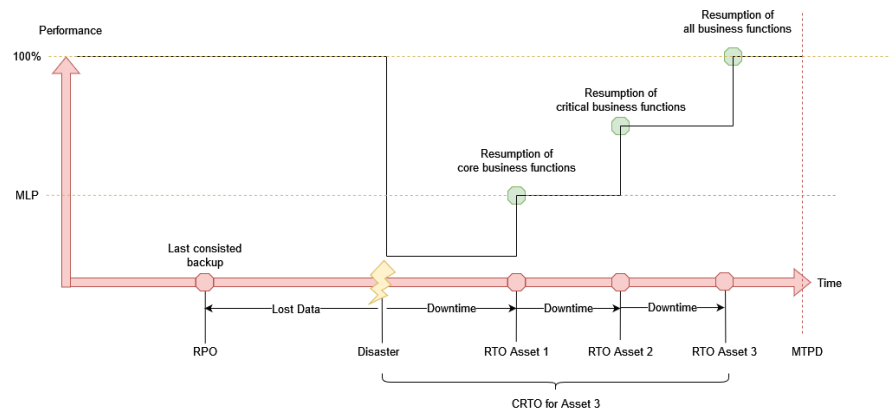 Performance
100%
Resumption of
all business functions
Resumption of
critical business functions
Resumption of
core business functions
MLP
Last consisted
backup
Time
Lost Data
Downtime
Downtime
Downtime
RPO
Disaster
RTO Asset 1
RTO Asset 2
RTO Asset 3
MTPD
CRTO for Asset 3